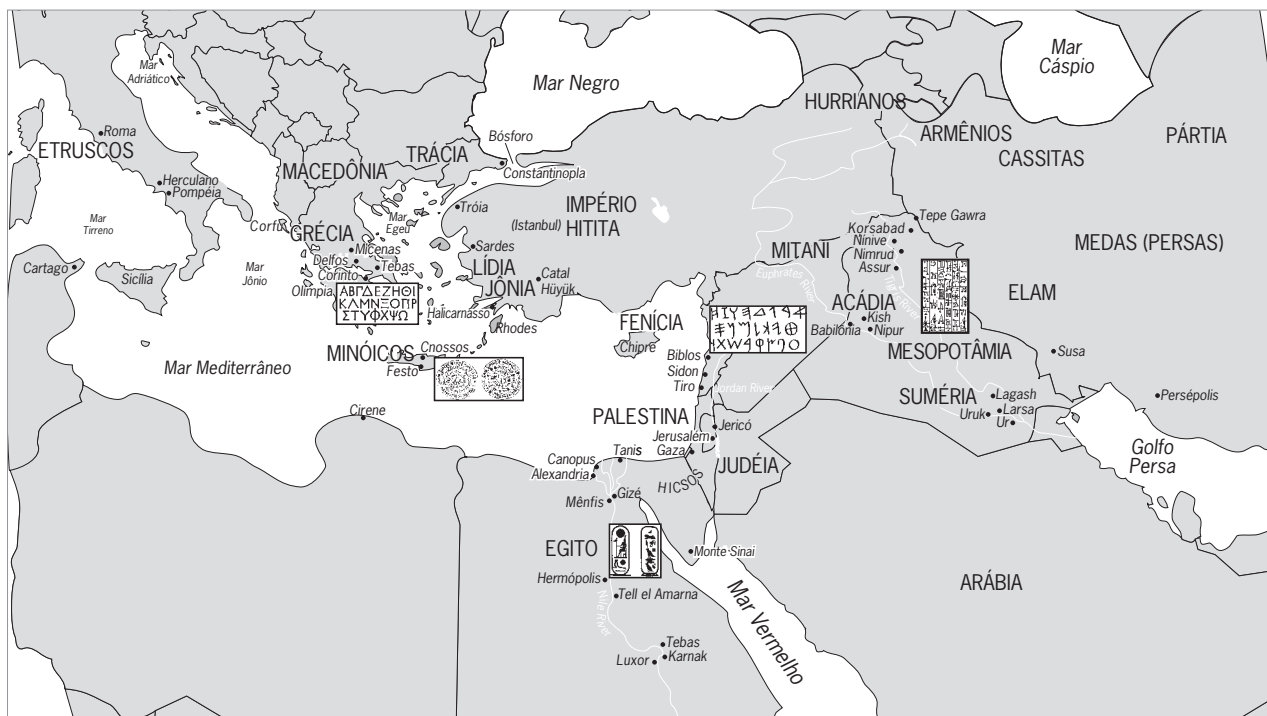 Mar
Adriático
Mar Negro
Mar
Cáspio
HURRIANOS
ARMÊNIOS
CASSITAS
PÁRTIA
Roma
ETRUSCOS
Herculano
Pompéia
MACEDÔNIA
TRÁCIA
Bósforo
Constantinopla
Mar
Tirreno
Corfu
GRÉCIA
Mar
Egeu
Tróia
(Istanbul)
IMPÉRIO
HITITA
Micenas
Delfos
Tebas
Corinto
Olímpia
Sardes
LÍDIA
JÔNIA
Catal
Hüyük
Halicarnasso
Rhodes
Cartago
Sicília
Mar
Jônio
ΑΒΓΔΕΖΗΘΙ
ΚΛΜΝΞΟΠΡ
ΣΤΥΦΧΨΩ
MITANI
Euphrates River
Tepe Gawra
Korsabad
Nínive
Nimrud
Assur
Tigris River
MEDAS (PERSAS)
ELAM
ACÁDIA
Kish
Babilônia
Nipur
MESOPOTÂMIA
Susa
FENÍCIA
Chipre
Biblos
Sidon
Tiro
Jordan River
MINÓICOS
Cnossos
Festo
Mar Mediterrâneo
Cirene
PALESTINA
Jericó
Jerusalém
Gaza
JUDÉIA
SUMÉRIA
Lagash
Uruk
Larsa
Ur
Persépolis
Golfo
Persa
Canopus
Tanis
Alexandria
HICSOS
Mênfis
Gizé
EGITO
Monte Sinai
Hermópolis
Tell el Amarna
Nile River
Mar Vermelho
ARÁBIA
Tebas
Luxor
Karnak